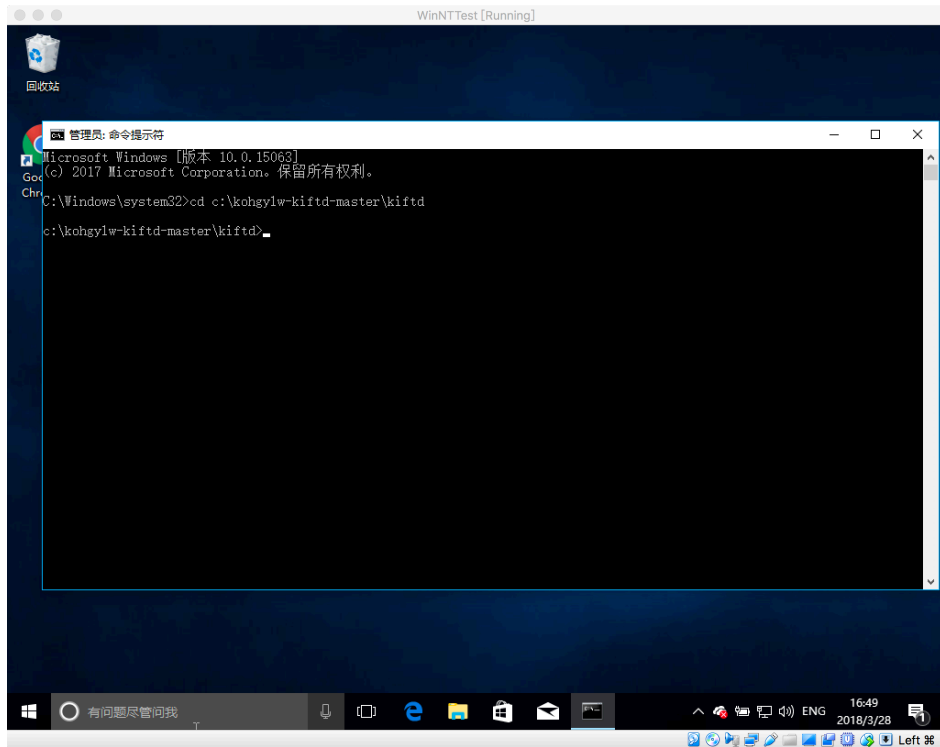 WinNTTest [Running]
回收站
管理员: 命令提示符
Microsoft Windows [版本 10.0.15063]
(c) 2017 Microsoft Corporation。保留所有权利。
C:\Windows\system32>cd c:\kohgylw-kiftd-master\kiftd
c:\kohgylw-kiftd-master\kiftd>
Goo
Chr
有问题尽管问我
ENG
16:49
2018/3/28
1
Left ⌘